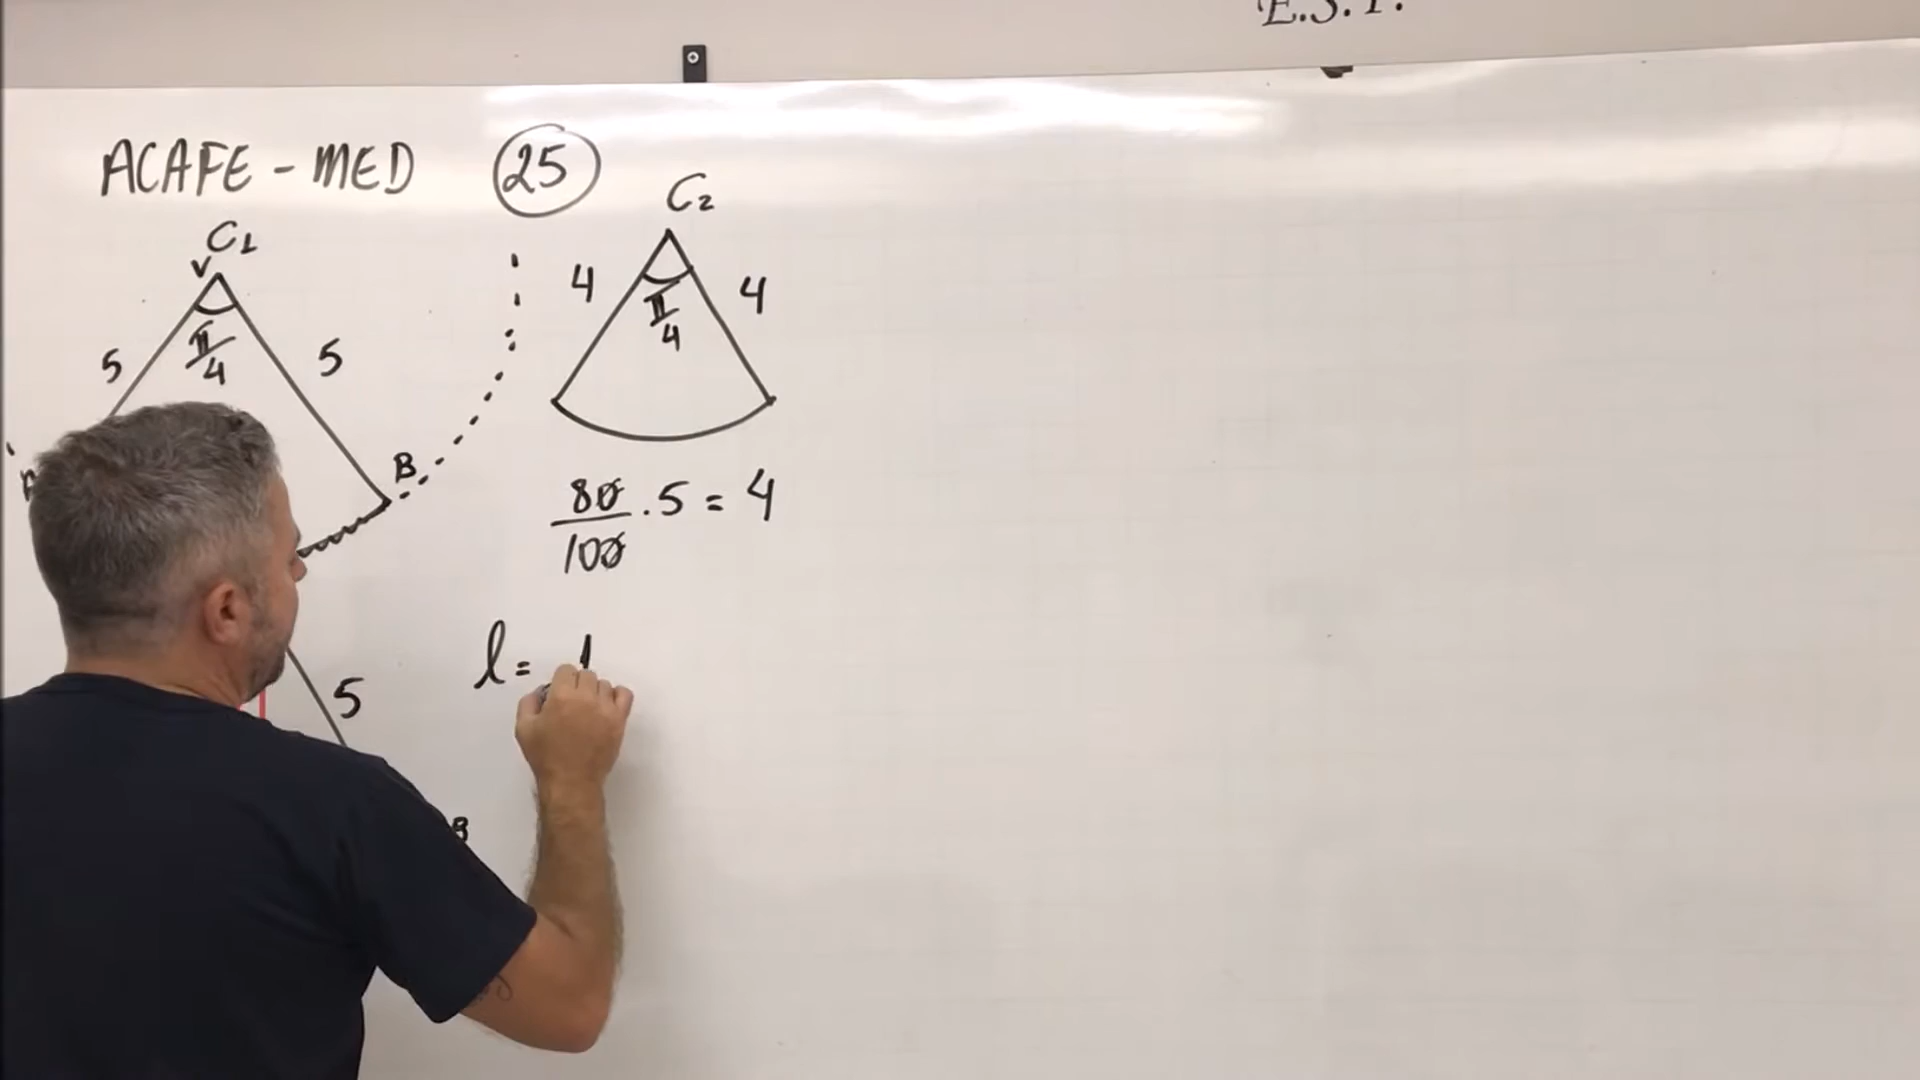 E.S.T.
ACAFE - MED 25
C1
V
π/4
5
5
B
C2
4
4
π/4
80/100 . 5 = 4
l =
5
B